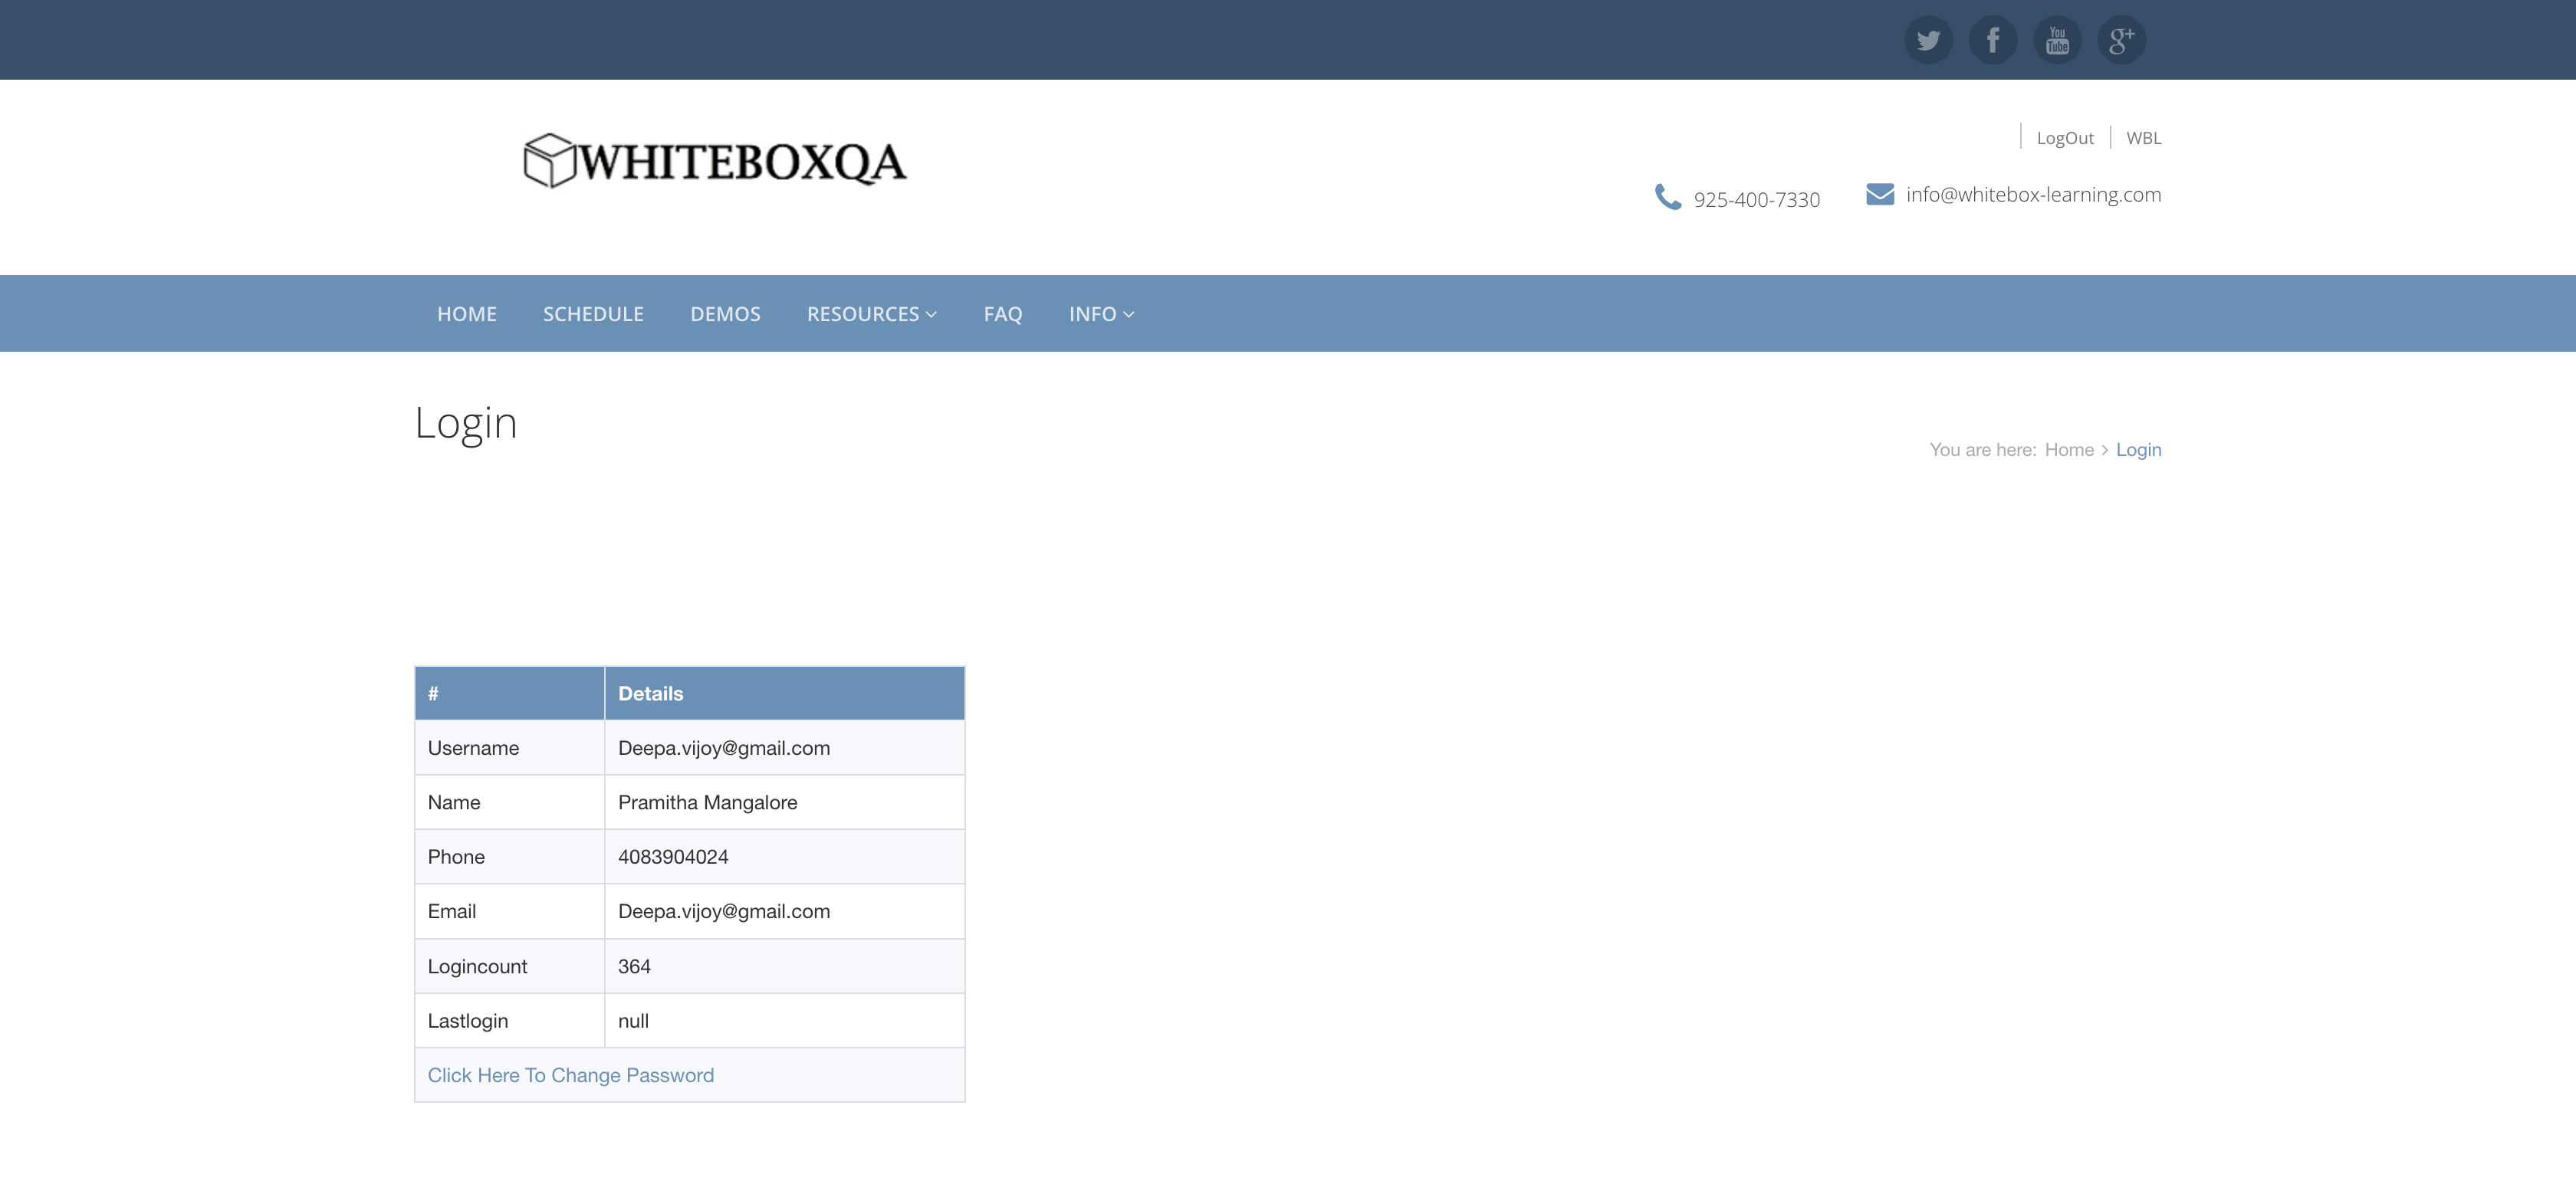 LogOut WBL
WHITEBOXQA
925-400-7330 info@whitebox-learning.com
HOME SCHEDULE DEMOS RESOURCES FAQ INFO
Login
You are here: Home > Login
# Details
Username Deepa.vijoy@gmail.com
Name Pramitha Mangalore
Phone 4083904024
Email Deepa.vijoy@gmail.com
Logincount 364
Lastlogin null
Click Here To Change Password